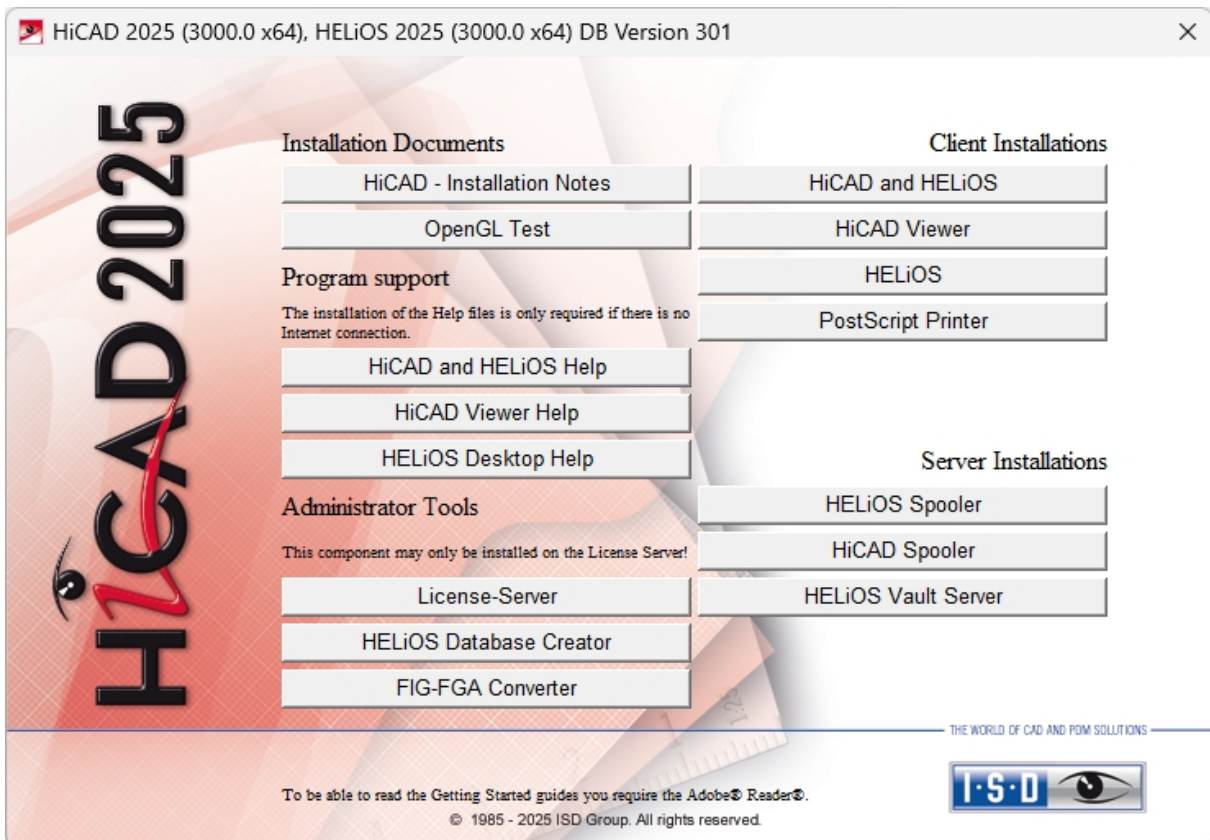 HiCAD 2025 (3000.0 x64), HELiOS 2025 (3000.0 x64) DB Version 301
HiCAD 2025
Installation Documents
HiCAD - Installation Notes
OpenGL Test
Program support
The installation of the Help files is only required if there is no
Internet connection.
HiCAD and HELiOS Help
HiCAD Viewer Help
HELiOS Desktop Help
Administrator Tools
This component may only be installed on the License Server!
License-Server
HELiOS Database Creator
FIG-FGA Converter
Client Installations
HiCAD and HELiOS
HiCAD Viewer
HELiOS
PostScript Printer
Server Installations
HELiOS Spooler
HiCAD Spooler
HELiOS Vault Server
THE WORLD OF CAD AND PDM SOLUTIONS
I·S·D
To be able to read the Getting Started guides you require the Adobe® Reader®.
© 1985 - 2025 ISD Group. All rights reserved.